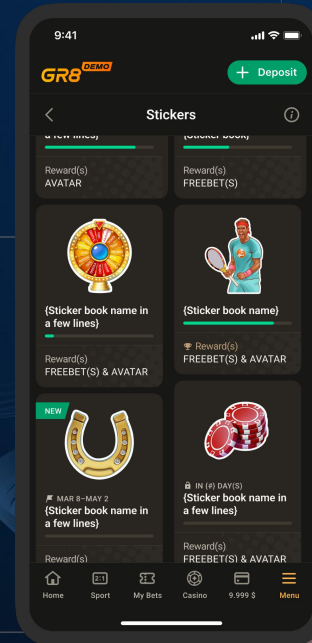 9:41
GR8 DEMO
+ Deposit
Stickers
a few lines}
{Sticker book}
Reward(s)
AVATAR
Reward(s)
FREEBET(S)
{Sticker book name in
a few lines}
Reward(s)
FREEBET(S) & AVATAR
{Sticker book name}
Reward(s)
FREEBET(S) & AVATAR
NEW
MAR 8–MAY 2
{Sticker book name in
a few lines}
Reward(s)
IN {#} DAY(S)
{Sticker book name in
a few lines}
Reward(s)
FREEBET(S) & AVATAR
2:1
Home
Sport
My Bets
Casino
9.999 $
Menu